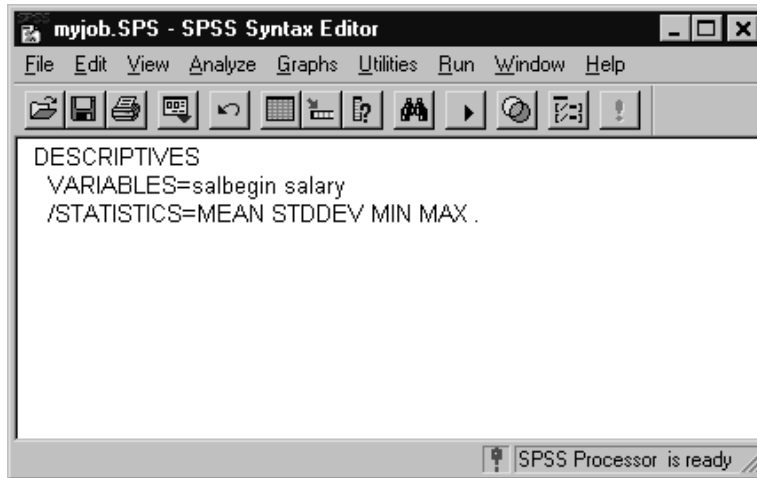 myjob.SPS - SPSS Syntax Editor
File Edit View Analyze Graphs Utilities Run Window Help
DESCRIPTIVES
VARIABLES=salbegin salary
/STATISTICS=MEAN STDDEV MIN MAX .
SPSS Processor is ready